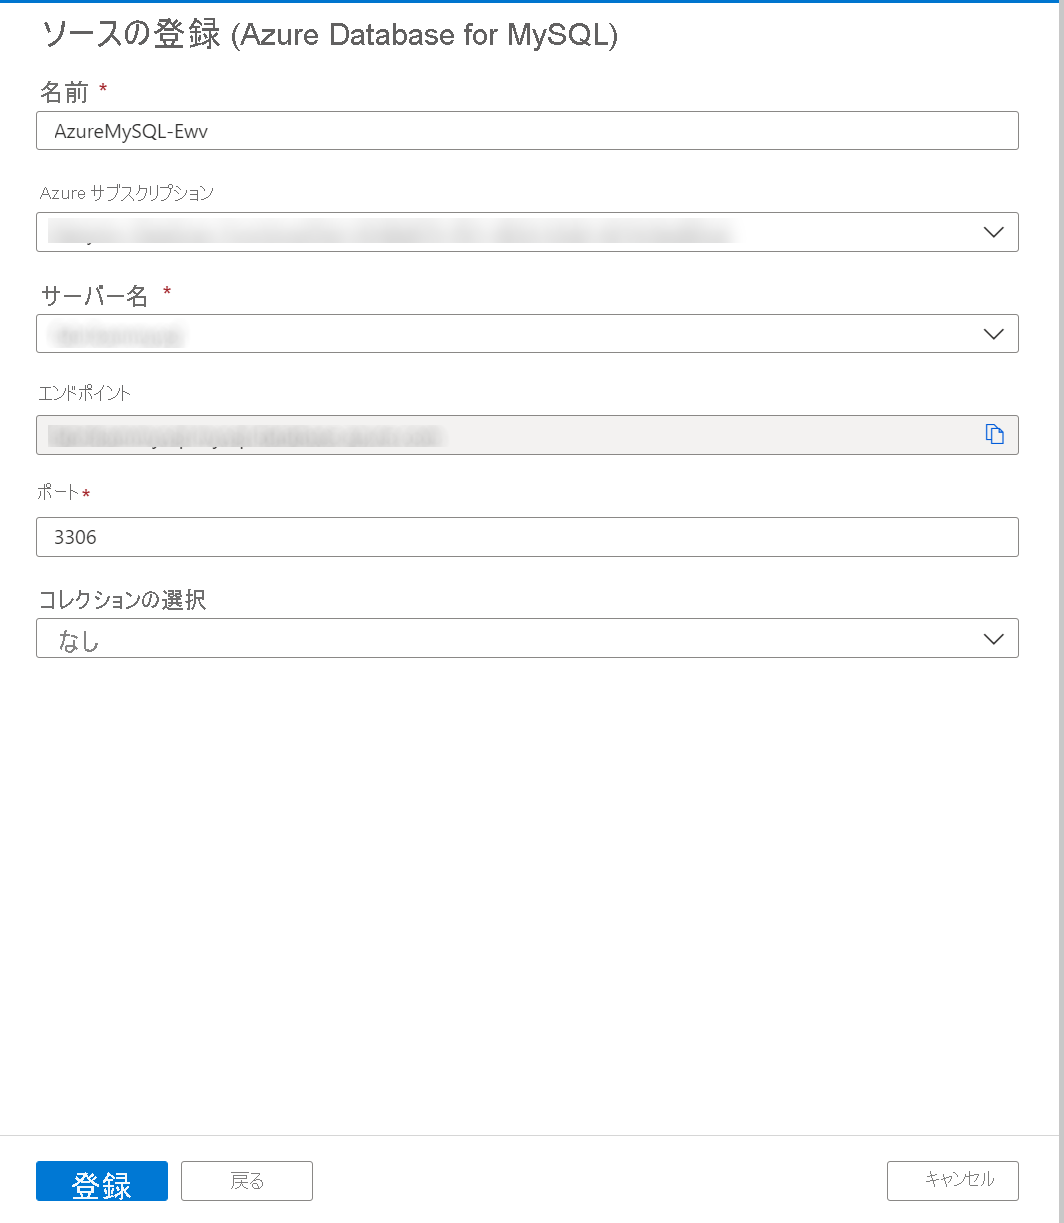 ソースの登録 (Azure Database for MySQL)
名前 *
AzureMySQL-Ewv
Azure サブスクリプション
サーバー名 *
エンドポイント
ポート*
3306
コレクションの選択
なし
登録
戻る
キャンセル